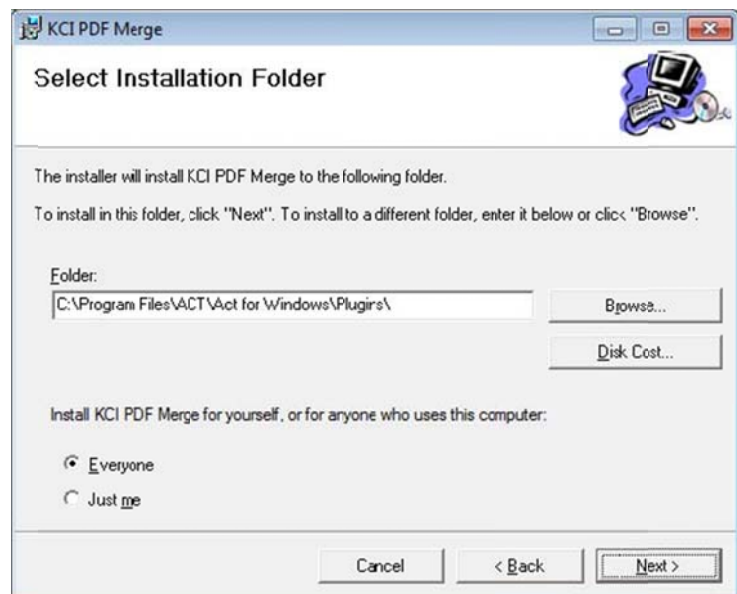 KCI PDF Merge
Select Installation Folder
The installer will install KCI PDF Merge to the following folder.
To install in this folder, click "Next". To install to a different folder, enter it below or click "Browse".
Folder:
C:\Program Files\ACT\Act for Windows\Plugins\
Browse...
Disk Cost...
Install KCI PDF Merge for yourself, or for anyone who uses this computer:
Everyone
Just me
Cancel
< Back
Next >